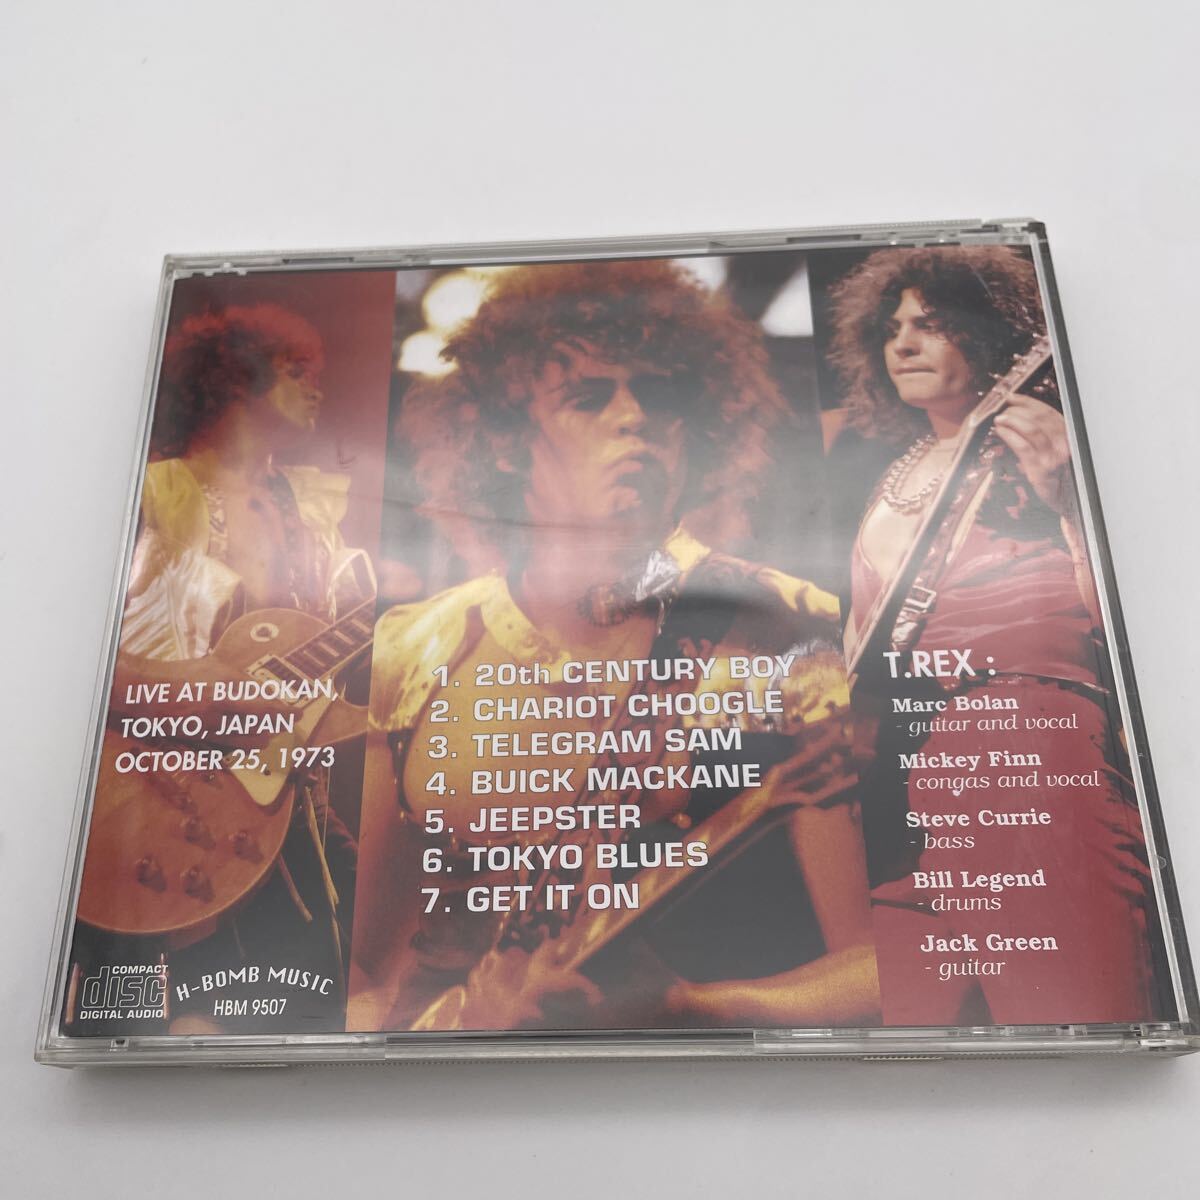 LIVE AT BUDOKAN,
TOKYO, JAPAN
OCTOBER 25, 1973
1. 20th CENTURY BOY
2. CHARIOT CHOOGLE
3. TELEGRAM SAM
4. BUICK MACKANE
5. JEEPSTER
6. TOKYO BLUES
7. GET IT ON
T.REX :
Marc Bolan
- guitar and vocal
Mickey Finn
- congas and vocal
Steve Currie
- bass
Bill Legend
- drums
Jack Green
- guitar
COMPACT
disc
DIGITAL AUDIO
H-BOMB MUSIC
HBM 9507